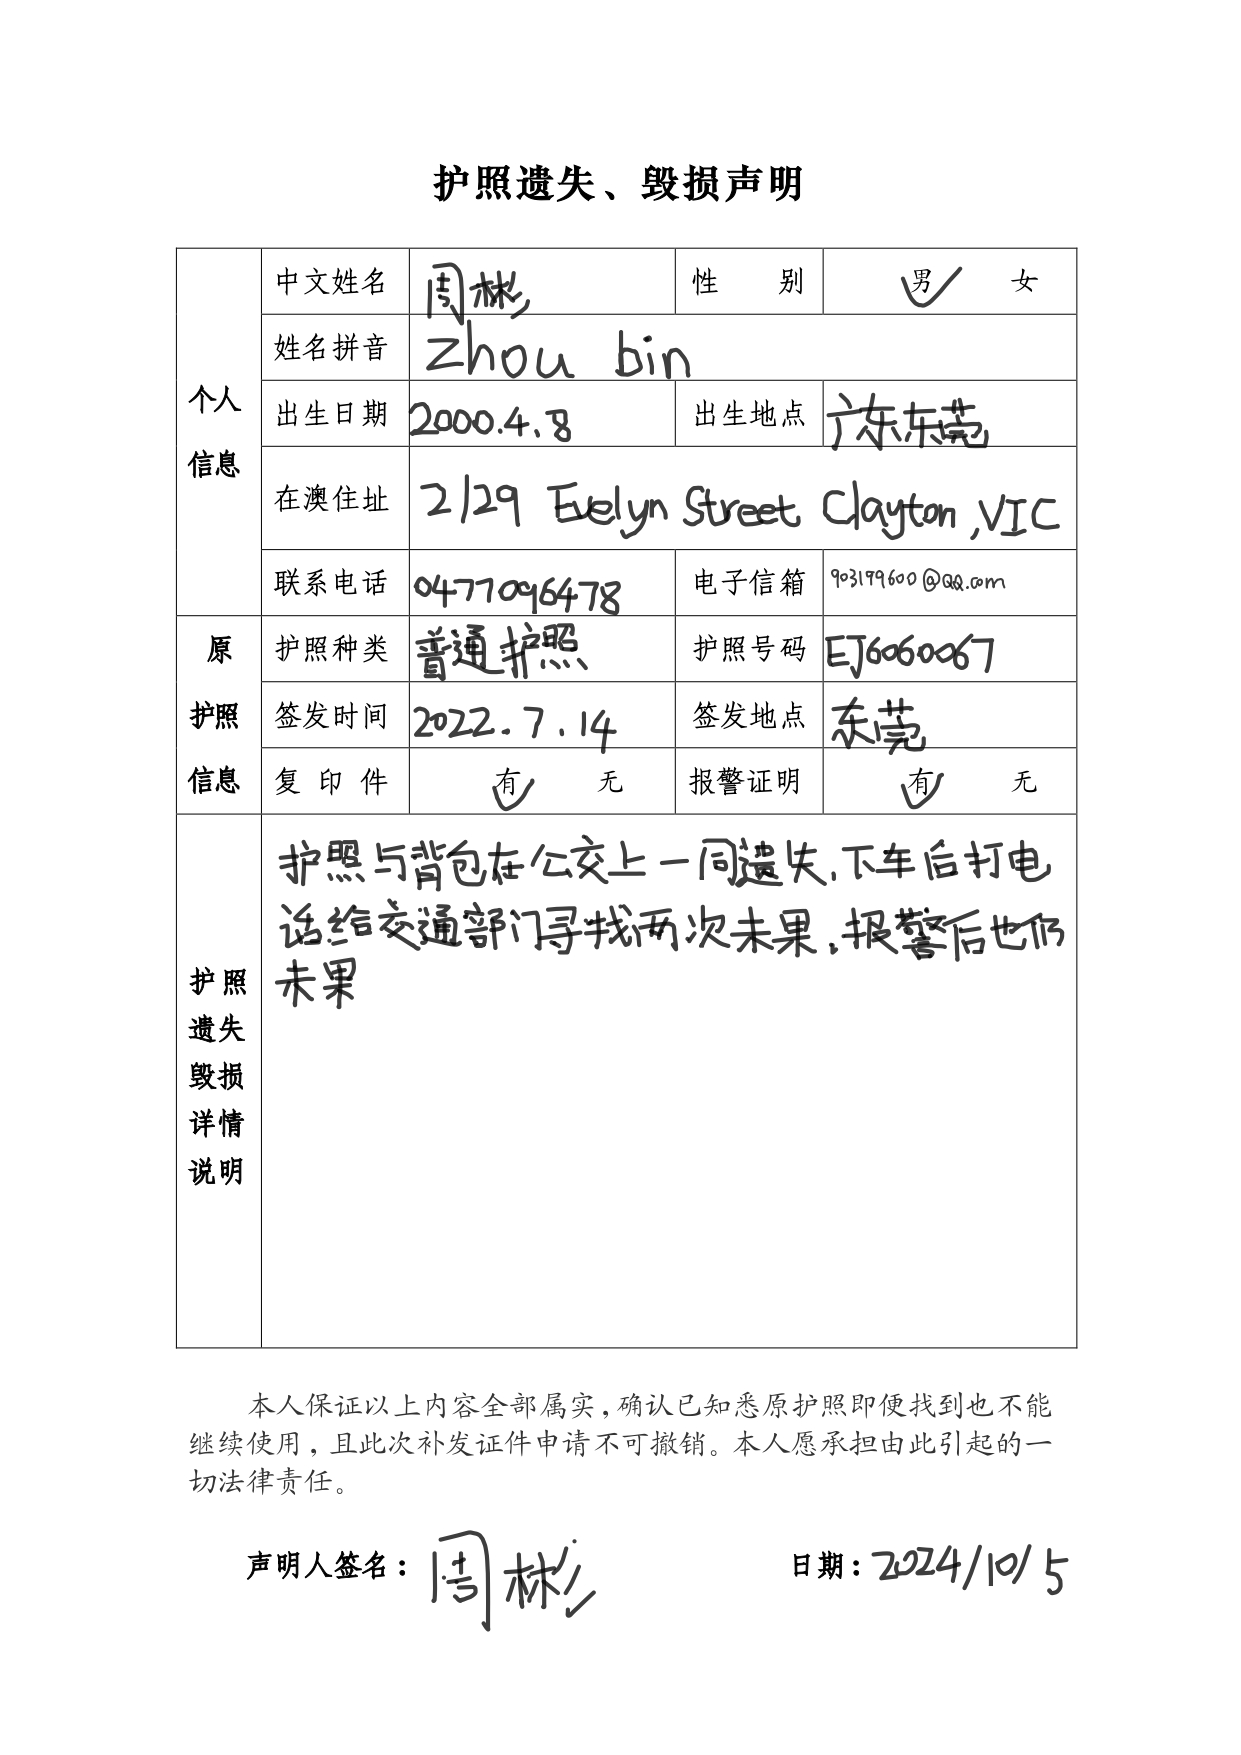 护照遗失、毁损声明
个人
信息
中文姓名 周彬 性 别 男 女
姓名拼音 Zhou bin
出生日期 2000.4.8 出生地点 广东东莞
在澳住址 2/29 Evelyn Street Clayton ,VIC
联系电话 0477096478 电子信箱 903179600@QQ.com
原
护照
信息
护照种类 普通护照 护照号码 EJ6060067
签发时间 2022.7.14 签发地点 东莞
复印件 有 无 报警证明 有 无
护照
遗失
毁损
详情
说明
护照与背包在公交上一同遗失,下车后打电
话给交通部门寻找两次未果,报警后也仍
未果
本人保证以上内容全部属实,确认已知悉原护照即便找到也不能
继续使用,且此次补发证件申请不可撤销。本人愿承担由此引起的一
切法律责任。
声明人签名: 周彬 日期: 2024/10/5